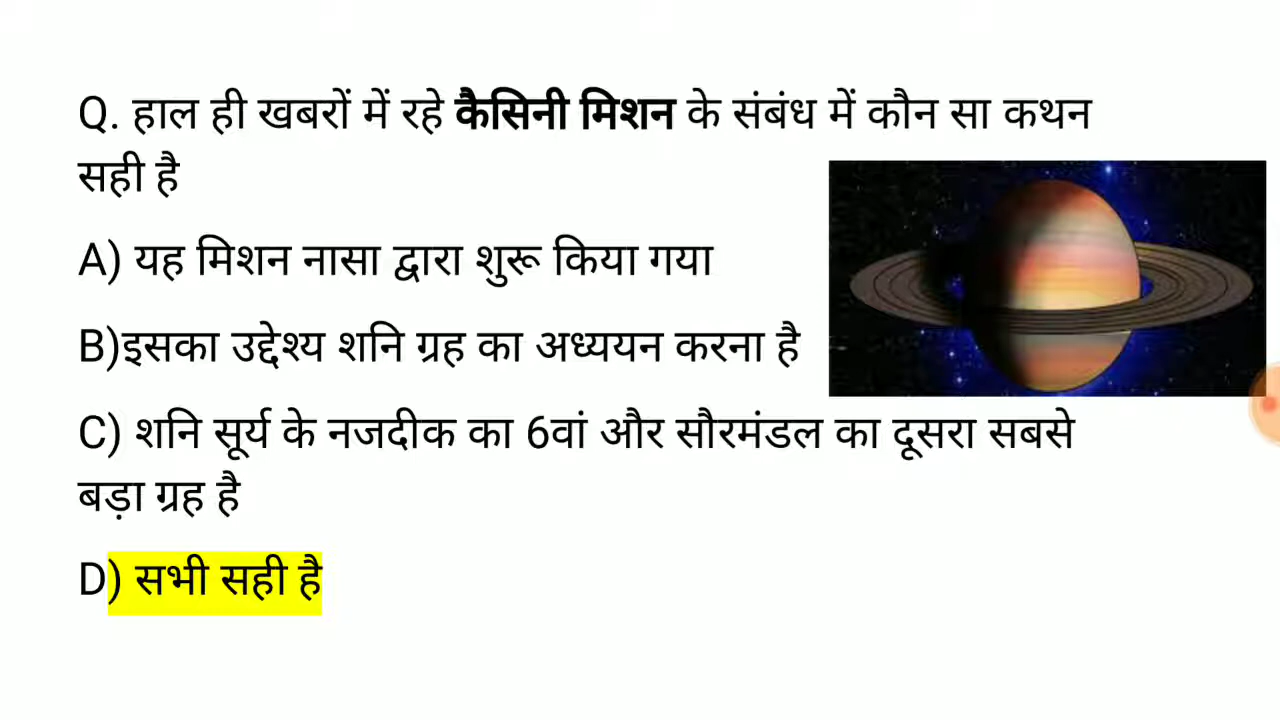 Q. हाल ही खबरों में रहे कैसिनी मिशन के संबंध में कौन सा कथन
सही है
A) यह मिशन नासा द्वारा शुरू किया गया
B)इसका उद्देश्य शनि ग्रह का अध्ययन करना है
C) शनि सूर्य के नजदीक का 6वां और सौरमंडल का दूसरा सबसे
बड़ा ग्रह है
D) सभी सही है